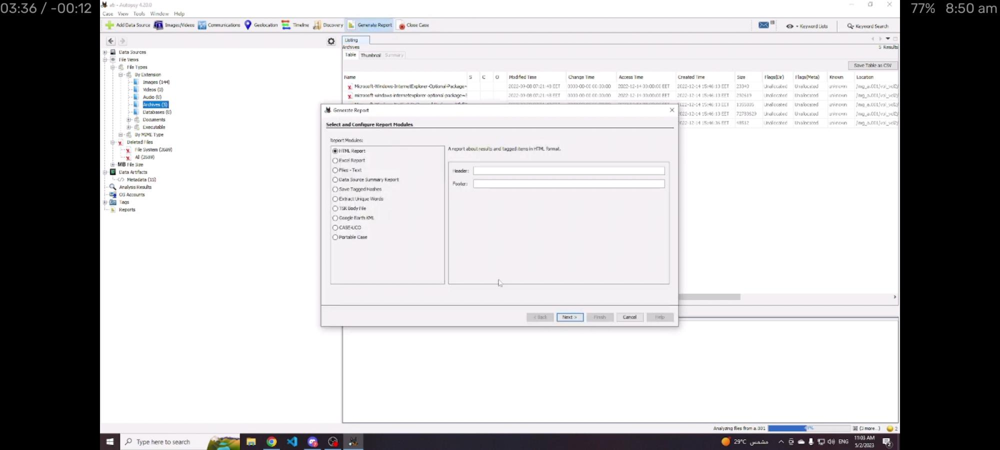 03:36 / -00:12
77% 8:50 am
ab - Autopsy 4.20.0
Case View Tools Window Help
Add Data Source Images/Videos Communications Geolocation Timeline Discovery Generate Report Close Case
Keyword Lists Keyword Search
Listing
Archives
5 Results
Table Thumbnail Summary
Save Table as CSV
Name S C O Modified Time Change Time Access Time Created Time Size Flags(Dir) Flags(Meta) Known Location
Microsoft-Windows-InternetExplorer-Optional-Package~ 2022-09-08 07:21:48 EET 0000-00-00 00:00:00 2022-12-14 00:00:00 EET 2022-12-14 15:46:13 EET 23340 Unallocated Unallocated unknown /img_a.001/vol_vol2/
microsoft-windows-internetexplorer-optional-package~3 2022-09-08 07:21:48 EET 0000-00-00 00:00:00 2022-12-14 00:00:00 EET 2022-12-14 15:46:13 EET 292619 Unallocated Unallocated unknown /img_a.001/vol_vol2/
2022-12-14 15:46:13 EET Unallocated Unallocated unknown /img_a.001/vol_vol2/
2022-12-14 15:46:13 EET 72783629 Unallocated Unallocated unknown /img_a.001/vol_vol2/
2022-12-14 15:46:36 EET 48512 Unallocated Unallocated unknown /img_a.001/vol_vol2/
Data Sources
File Views
File Types
By Extension
Images (144)
Videos (0)
Audio (0)
Archives (5)
Databases (0)
Documents
Executable
By MIME Type
Deleted Files
File System (2689)
All (2689)
MB File Size
Data Artifacts
Metadata (15)
Analysis Results
OS Accounts
Tags
Reports
Generate Report
Select and Configure Report Modules
Report Modules:
HTML Report
Excel Report
Files - Text
Data Source Summary Report
Save Tagged Hashes
Extract Unique Words
TSK Body File
Google Earth KML
CASE-UCO
Portable Case
A report about results and tagged items in HTML format.
Header:
Footer:
< Back Next > Finish Cancel Help
Analyzing files from a.001
(3 more...) 2
Type here to search
29°C مشمس
ENG
11:03 AM
5/2/2023
2